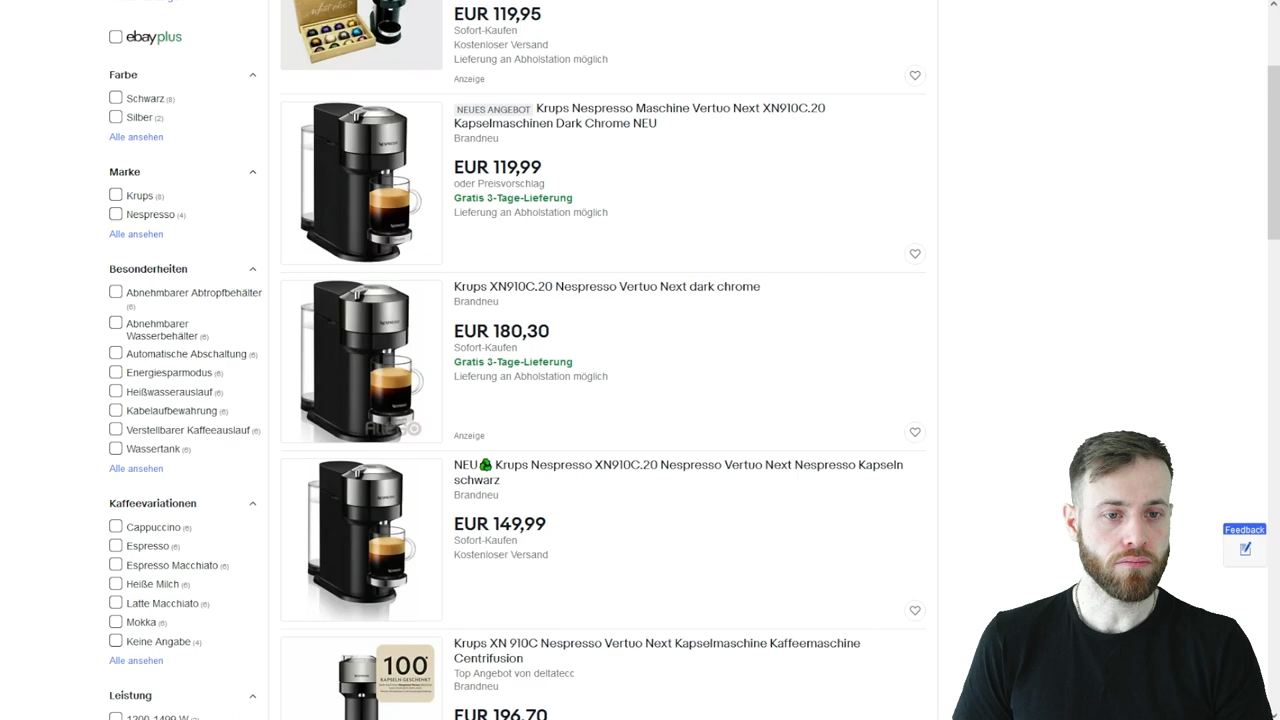 ebayplus
Farbe
Schwarz (8)
Silber (2)
Alle ansehen
Marke
Krups (8)
Nespresso (4)
Alle ansehen
Besonderheiten
Abnehmbarer Abtropfbehälter
(6)
Abnehmbarer
Wasserbehälter (6)
Automatische Abschaltung (6)
Energiesparmodus (6)
Heißwasserauslauf (6)
Kabelaufbewahrung (6)
Verstellbarer Kaffeeauslauf (6)
Wassertank (6)
Alle ansehen
Kaffeevariationen
Cappuccino (6)
Espresso (6)
Espresso Macchiato (6)
Heiße Milch (6)
Latte Macchiato (6)
Mokka (6)
Keine Angabe (4)
Alle ansehen
Leistung
1200-1499 W
EUR 119,95
Sofort-Kaufen
Kostenloser Versand
Lieferung an Abholstation möglich
Anzeige
NEUES ANGEBOT Krups Nespresso Maschine Vertuo Next XN910C.20
Kapselmaschinen Dark Chrome NEU
Brandneu
EUR 119,99
oder Preisvorschlag
Gratis 3-Tage-Lieferung
Lieferung an Abholstation möglich
Krups XN910C.20 Nespresso Vertuo Next dark chrome
Brandneu
EUR 180,30
Sofort-Kaufen
Gratis 3-Tage-Lieferung
Lieferung an Abholstation möglich
Anzeige
NEU Krups Nespresso XN910C.20 Nespresso Vertuo Next Nespresso Kapseln
schwarz
Brandneu
EUR 149,99
Sofort-Kaufen
Kostenloser Versand
100
KAPSELN GESCHENKT
Krups XN 910C Nespresso Vertuo Next Kapselmaschine Kaffeemaschine
Centrifusion
Top Angebot von deltatecc
Brandneu
EUR 196,70
Feedback